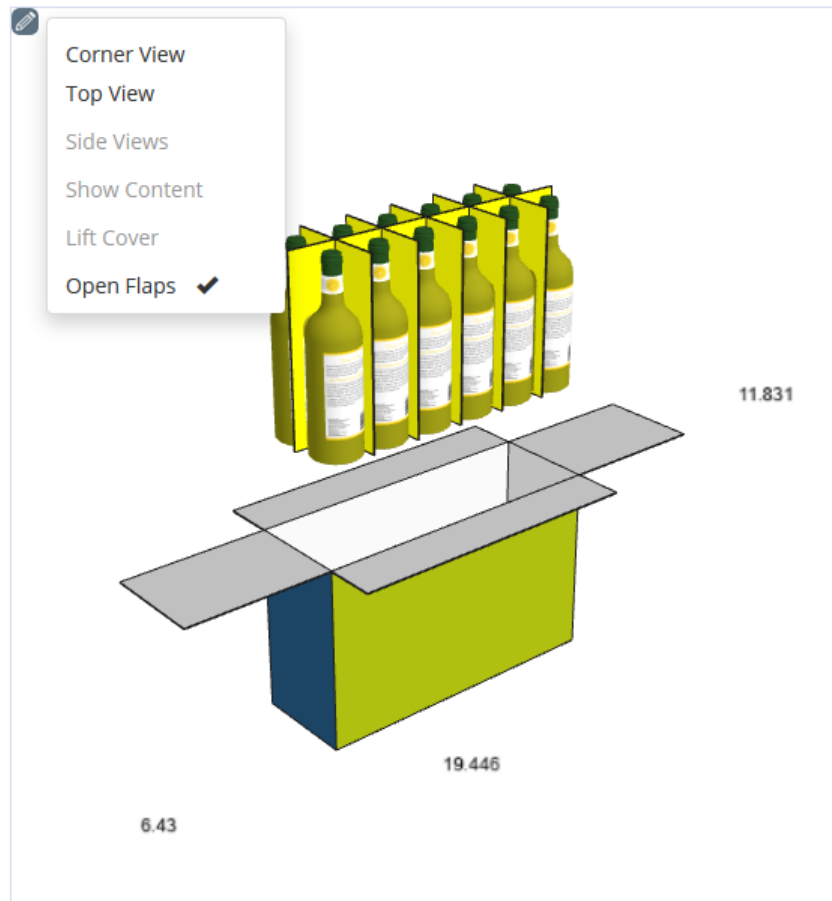 Corner View
Top View
Side Views
Show Content
Lift Cover
Open Flaps
11.831
19.446
6.43